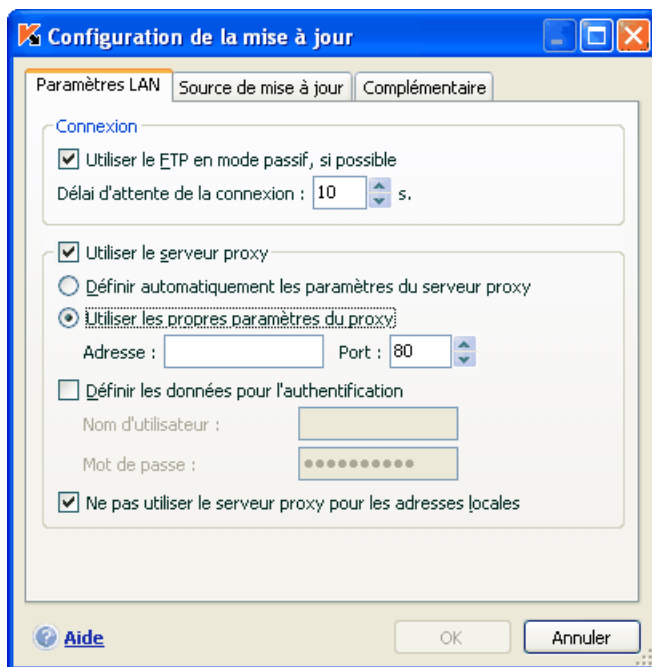 Configuration de la mise à jour
Paramètres LAN Source de mise à jour Complémentaire
Connexion
Utiliser le FTP en mode passif, si possible
Délai d'attente de la connexion : 10 s.
Utiliser le serveur proxy
Définir automatiquement les paramètres du serveur proxy
Utiliser les propres paramètres du proxy
Adresse : Port : 80
Définir les données pour l'authentification
Nom d'utilisateur :
Mot de passe : ●●●●●●●●●●
Ne pas utiliser le serveur proxy pour les adresses locales
Aide OK Annuler